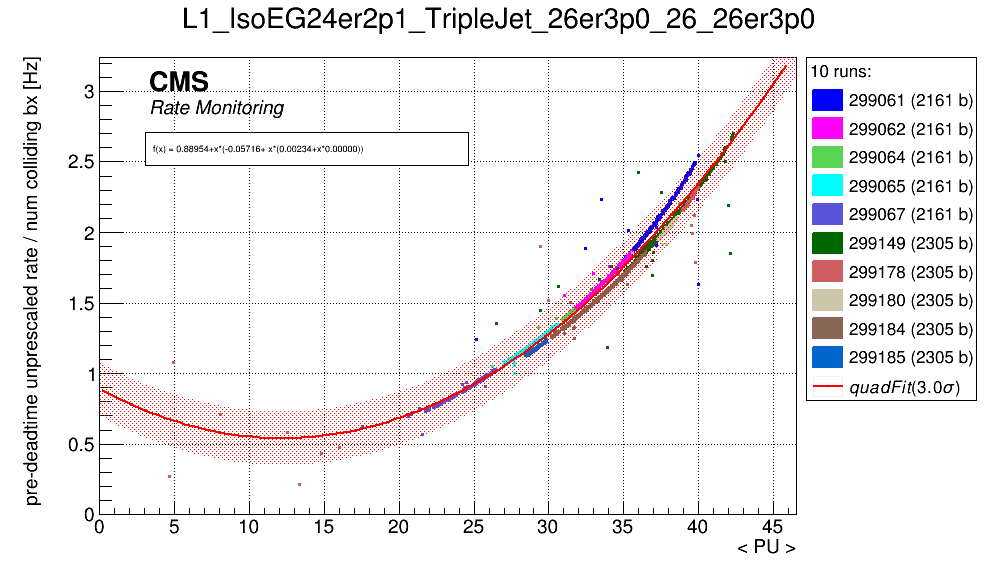 L1_IsoEG24er2p1_TripleJet_26er3p0_26_26er3p0
pre-deadtime unprescaled rate / num colliding bx [Hz]
CMS
Rate Monitoring
f(x) = 0.88954+x*(-0.05716+ x*(0.00234+x*0.00000))
3
2.5
2
1.5
1
0.5
0
0 5 10 15 20 25 30 35 40 45
< PU >
10 runs:
299061 (2161 b)
299062 (2161 b)
299064 (2161 b)
299065 (2161 b)
299067 (2161 b)
299149 (2305 b)
299178 (2305 b)
299180 (2305 b)
299184 (2305 b)
299185 (2305 b)
quadFit(3.0σ)